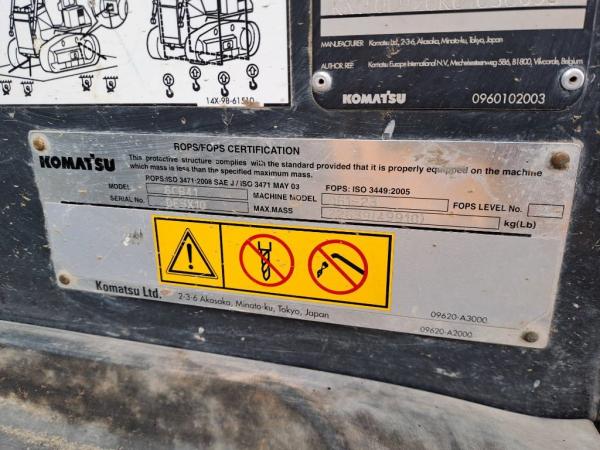 14X-98-61510
MANUFACTURER Komatsu Ltd., 2-3-6, Akasaka, Minato-ku, Tokyo, Japan
AUTHOR REF Komatsu Europe International N.V., Mechelsesteenweg 586, B1800, Vilvoorde, Belgium
KOMATSU 0960102003
KOMATSU
ROPS/FOPS CERTIFICATION
This protective structure complies with the standard provided that it is properly equipped on the machine
which mass is less than the specified maximum mass.
ROPS:ISO 3471:2008 SAE J / ISO 3471 MAY 03 FOPS: ISO 3449:2005
MODEL MACHINE MODEL FOPS LEVEL No.
SERIAL No. MAX.MASS kg(Lb)
Komatsu Ltd. 2-3-6 Akasaka, Minato-ku, Tokyo, Japan
09620-A3000
09620-A2000